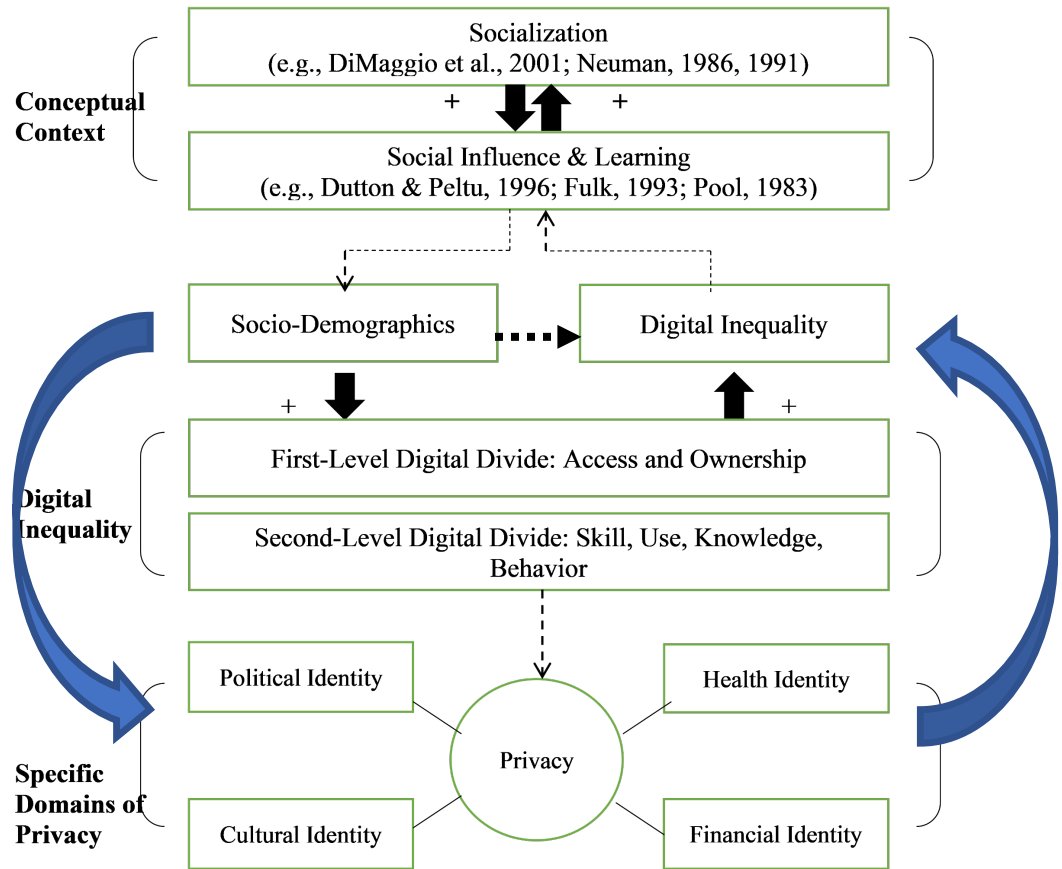 Socialization
(e.g., DiMaggio et al., 2001; Neuman, 1986, 1991)
Conceptual
Context
+ +
Social Influence & Learning
(e.g., Dutton & Peltu, 1996; Fulk, 1993; Pool, 1983)
Socio-Demographics
Digital Inequality
+ +
First-Level Digital Divide: Access and Ownership
Digital
Inequality
Second-Level Digital Divide: Skill, Use, Knowledge,
Behavior
Political Identity
Health Identity
Privacy
Specific
Domains of
Privacy
Cultural Identity
Financial Identity